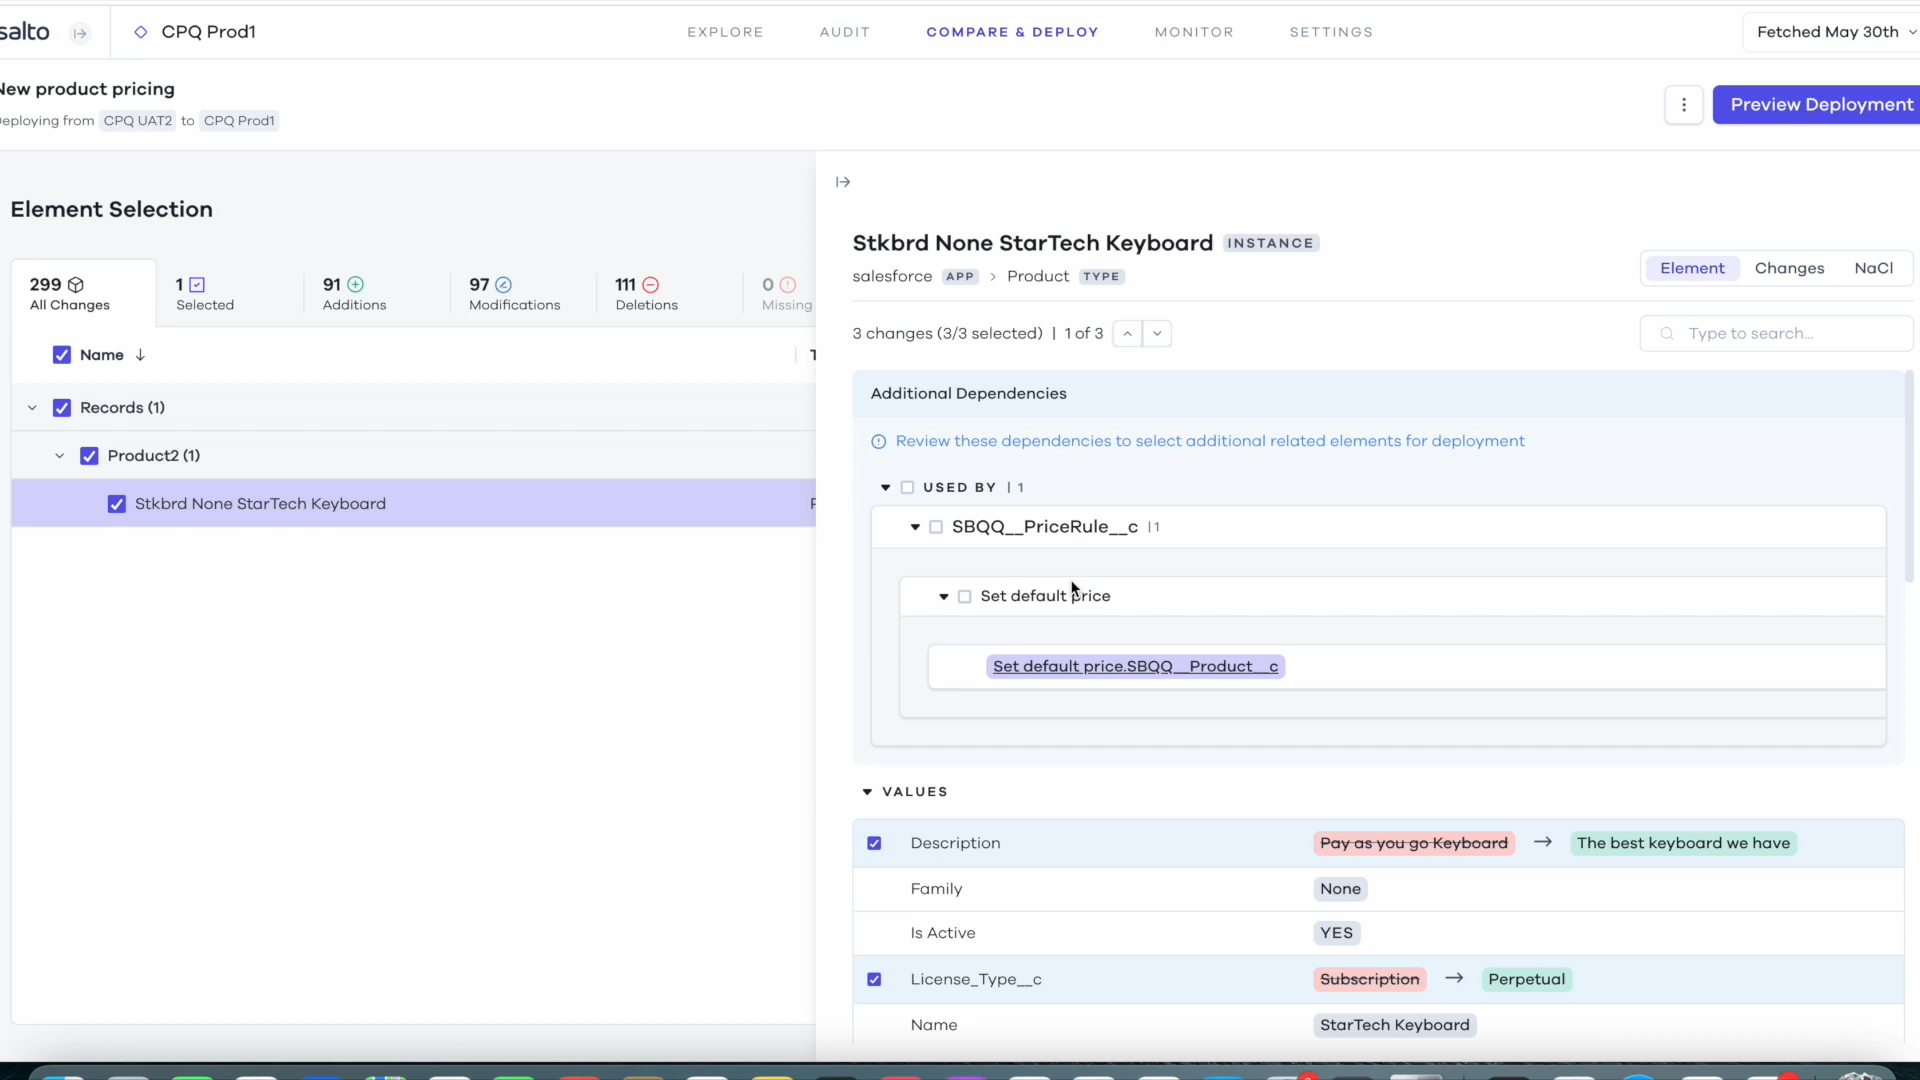 salto
CPQ Prod1
EXPLORE
AUDIT
COMPARE & DEPLOY
MONITOR
SETTINGS
Fetched May 30th
New product pricing
eploying from CPQ UAT2 to CPQ Prod1
Preview Deployment
Element Selection
299
All Changes
1
Selected
91
Additions
97
Modifications
111
Deletions
0
Missing
Name
Records (1)
Product2 (1)
Stkbrd None StarTech Keyboard
Stkbrd None StarTech Keyboard INSTANCE
salesforce APP > Product TYPE
Element
Changes
NaCl
3 changes (3/3 selected) | 1 of 3
Type to search...
Additional Dependencies
Review these dependencies to select additional related elements for deployment
USED BY | 1
SBQQ__PriceRule__c | 1
Set default price
Set default price.SBQQ__Product__c
VALUES
Description Pay as you go Keyboard → The best keyboard we have
Family None
Is Active YES
License_Type__c Subscription → Perpetual
Name StarTech Keyboard